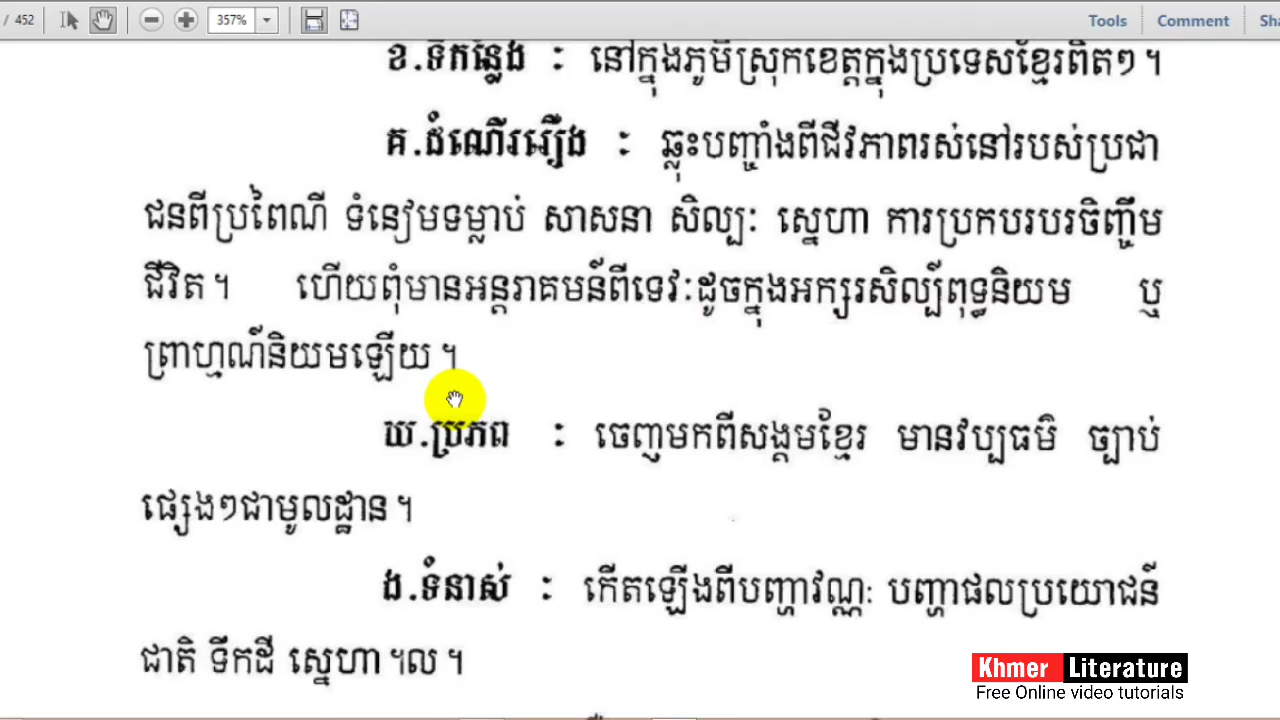 / 452
357%
Tools
Comment
ខ.ទីកន្លែង ៈ នៅក្នុងភូមិស្រុកខេត្តក្នុងប្រទេសខ្មែរពិតៗ ។
គ.ដំណើររឿង ៈ ឆ្លុះបញ្ចាំងពីជីវភាពរស់នៅរបស់ប្រជា
ជនពីប្រពៃណី ទំនៀមទម្លាប់ សាសនា សិល្បៈ ស្នេហា ការប្រកបរបរចិញ្ចឹម
ជីវិត ។ ហើយពុំមានអន្តរាគមន៍ពីទេវៈដូចក្នុងអក្សរសិល្ប៍ពុទ្ធនិយម ឬ
ព្រាហ្មណ៍និយមឡើយ ។
ឃ.ប្រភព ៈ ចេញមកពីសង្គមខ្មែរ មានវប្បធម៌ ច្បាប់
ផ្សេងៗជាមូលដ្ឋាន ។
ង.ទំនាស់ ៈ កើតឡើងពីបញ្ហាវណ្ណៈ បញ្ហាផលប្រយោជន៍
ជាតិ ទឹកដី ស្នេហា ។ល ។
Khmer Literature
Free Online video tutorials